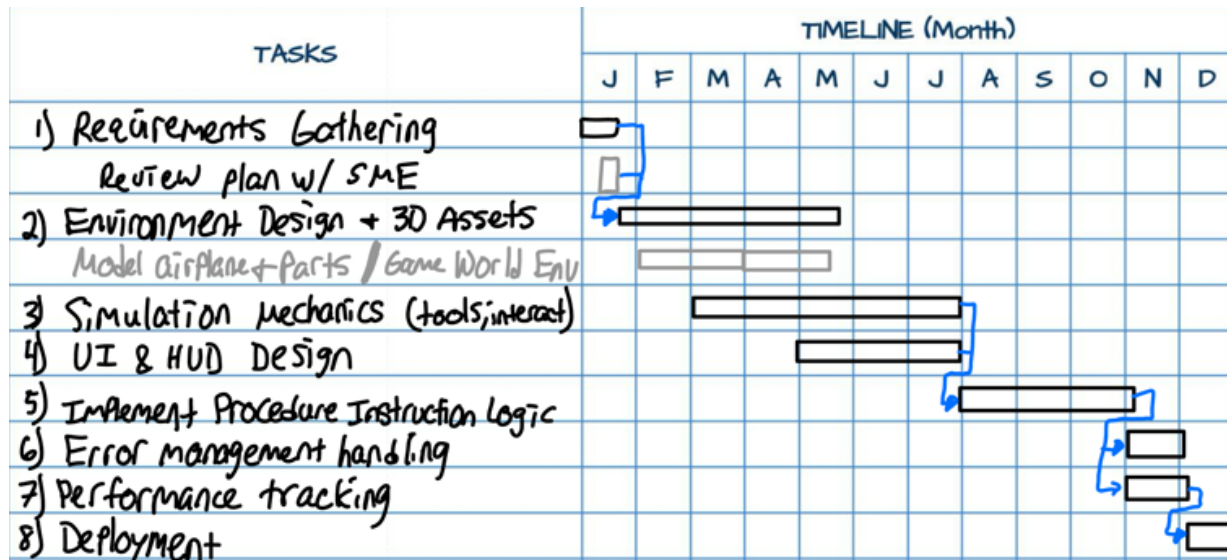 TASKS
TIMELINE (Month)
J F M A M J J A S O N D
1) Requirements Gathering
Review plan w/ SME
2) Environment Design + 3D Assets
Model airplane + Parts / Game World Env
3) Simulation Mechanics (tools, interact)
4) UI & HUD Design
5) Implement Procedure Instruction Logic
6) Error management handling
7) Performance tracking
8) Deployment